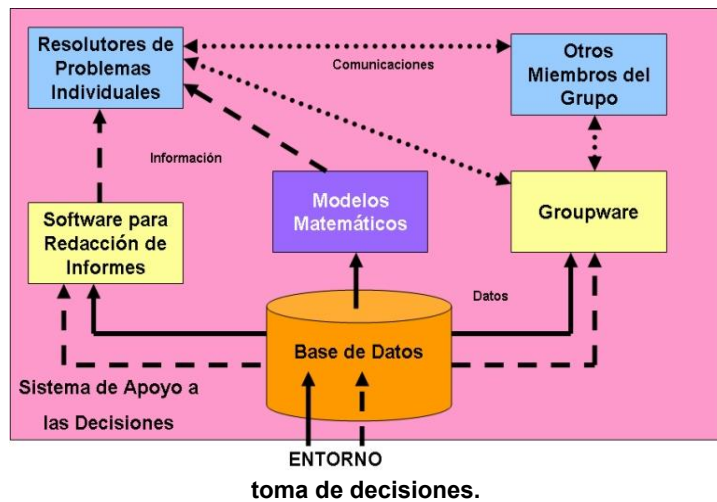 Resolutores de
Problemas
Individuales
Comunicaciones
Otros
Miembros del
Grupo
Información
Software para
Redacción de
Informes
Modelos
Matemáticos
Groupware
Datos
Base de Datos
Sistema de Apoyo a
las Decisiones
ENTORNO
toma de decisiones.